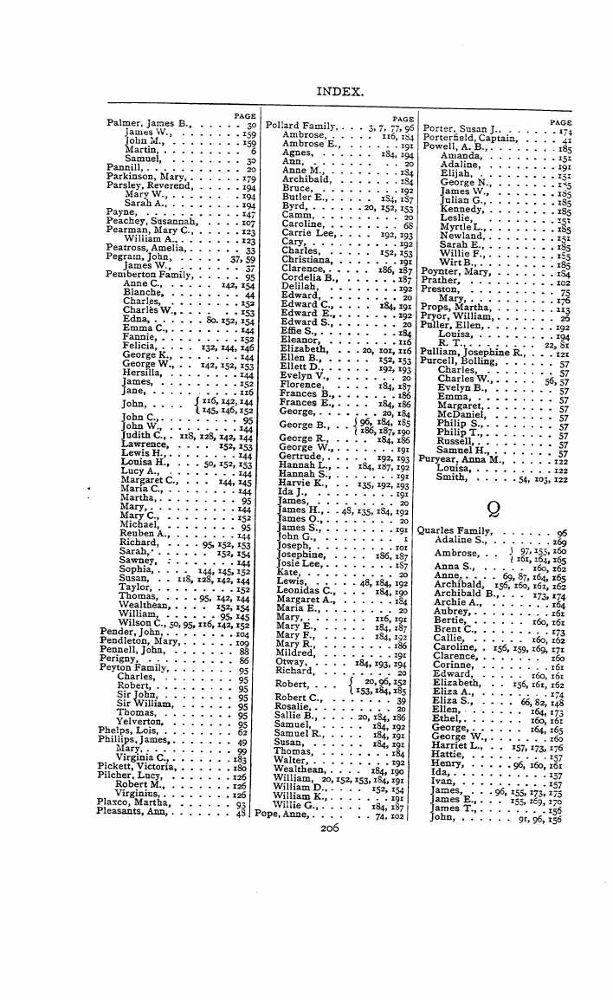 INDEX.
PAGE
Palmer, James B., . . . . . 30
James W., . . . . . . . . 159
John M., . . . . . . . . 159
Martin, . . . . . . . . . . 6
Samuel, . . . . . . . . . 30
Pannill, . . . . . . . . . . . 20
Parkinson, Mary, . . . . . . 179
Parsley, Reverend, . . . . . 194
Mary W., . . . . . . . . 194
Sarah A., . . . . . . . . 194
Payne, . . . . . . . . . . . 147
Peachey, Susannah, . . . . 107
Pearman, Mary C., . . . . . 123
William A., . . . . . . . 123
Peatross, Amelia, . . . . . . 33
Pegram, John, . . . . . . 37, 59
James W., . . . . . . . . 37
Pemberton Family, . . . . . 95
Anne C., . . . . . 142, 154
Blanche, . . . . . . . . . 44
Charles, . . . . . . . . . 152
Charles W., . . . . . . . 153
Edna, . . . . . . 80, 152, 154
Emma C., . . . . . . . . 144
Fannie, . . . . . . . . . 152
Felicia, . . . . 132, 144, 146
George K., . . . . . . . 144
George W., . . 142, 152, 153
Hersilla, . . . . . . . . 144
James, . . . . . . . . . 152
Jane, . . . . . . . . . . 116
John, . . . . { 116, 142, 144
{ 145, 146, 152
John C., . . . . . . . . . 95
John W., . . . . . . . . 144
Judith C., . 118, 128, 142, 144
Lawrence, . . . . . 152, 153
Lewis H., . . . . . . . . 144
Louisa H., . . . 50, 152, 153
Lucy A., . . . . . . . . 144
Margaret C., . . . 144, 145
Maria C., . . . . . . . . 144
Martha, . . . . . . . . . 95
Mary, . . . . . . . . . . 144
Mary C., . . . . . . . . 152
Michael, . . . . . . . . . 95
Reuben A., . . . . . . . 144
Richard, . . . . 95, 152, 153
Sarah, . . . . . . . 152, 154
Sawney, . . . . . . . . 144
Sophia, . . . . 144, 145, 152
Susan, . . 118, 128, 142, 144
Taylor, . . . . . . . . . 152
Thomas, . . . . 95, 142, 144
Wealthean, . . . . 152, 154
William, . . . . . . 95, 145
Wilson C., 50, 95, 116, 142, 152
Pender, John, . . . . . . . . 104
Pendleton, Mary, . . . . . . 109
Pennell, John, . . . . . . . . 88
Perigny, . . . . . . . . . . . 86
Peyton Family, . . . . . . . 95
Charles, . . . . . . . . . 95
Robert, . . . . . . . . . 95
Sir John, . . . . . . . . 95
Sir William, . . . . . . . 95
Thomas, . . . . . . . . . 95
Yelverton, . . . . . . . . 95
Phelps, Lois, . . . . . . . . 62
Phillips, James, . . . . . . . 49
Mary, . . . . . . . . . . 99
Virginia C., . . . . . . . 183
Pickett, Victoria, . . . . . . 180
Pilcher, Lucy, . . . . . . . 126
Robert M., . . . . . . . 126
Virginius, . . . . . . . . 126
Plaxco, Martha, . . . . . . 93
Pleasants, Ann, . . . . . . . 48
PAGE
Pollard Family, . . . 3, 7, 77, 96
Ambrose, . . . . . 116, 184
Ambrose E., . . . . . . 191
Agnes, . . . . . . 184, 194
Ann, . . . . . . . . . . 20
Anne M., . . . . . . . . 184
Archibald, . . . . . . . 184
Bruce, . . . . . . . . . 192
Butler E., . . . . . 184, 187
Byrd, . . . . . . 20, 152, 153
Camm, . . . . . . . . . 20
Caroline, . . . . . . . . 68
Carrie Lee, . . . . 192, 193
Cary, . . . . . . . . . . 192
Charles, . . . . . 152, 153
Christiana, . . . . . . . 191
Clarence, . . . . . 186, 187
Cordelia B., . . . . . . 187
Delilah, . . . . . . . . 192
Edward, . . . . . . . . 20
Edward C., . . . . 184, 191
Edward E., . . . . . . . 192
Edward S., . . . . . . . 20
Effie S., . . . . . . . . 184
Eleanor, . . . . . . . . 116
Elizabeth, . . . 20, 101, 116
Ellen B., . . . . . 152, 153
Ellett D., . . . . . 192, 193
Evelyn V., . . . . . . . 20
Florence, . . . . . 184, 187
Frances B., . . . . . . . 186
Frances E., . . . . 184, 186
George, . . . . . . . 20, 184
George B., . . { 96, 184, 185
{ 186, 187, 190
George R., . . . . 184, 186
George W., . . . . . . . 191
Gertrude, . . . . . 192, 193
Hannah L., . . 184, 187, 192
Hannah S., . . . . . . . 191
Harvie K., . . 135, 192, 193
Ida J., . . . . . . . . . 191
James, . . . . . . . . . 20
James H., . . 48, 135, 184, 192
James O., . . . . . . . . 20
James S., . . . . . . . . 191
John G., . . . . . . . . . 1
Joseph, . . . . . . . . . 101
Josephine, . . . . . 186, 187
Josie Lee, . . . . . . . . 187
Kate, . . . . . . . . . . 20
Lewis, . . . . . 48, 184, 192
Leonidas C., . . . 184, 190
Margaret A., . . . . . . 184
Maria E., . . . . . . . . 20
Mary, . . . . . . . 116, 191
Mary E., . . . . . 184, 187
Mary F., . . . . . 184, 192
Mary R., . . . . . . . . 186
Mildred, . . . . . . . . 191
Otway, . . . . 184, 193, 194
Richard, . . . . . . . . 20
Robert, . . . { 20, 96, 152
{ 153, 184, 185
Robert C., . . . . . . . . 39
Rosalie, . . . . . . . . . 20
Sallie B., . . . . 20, 184, 186
Samuel, . . . . . . 184, 192
Samuel R., . . . . 184, 191
Susan, . . . . . . 184, 191
Thomas, . . . . . . . . 184
Walter, . . . . . . . . . 192
Wealthean, . . . . 184, 190
William, 20, 152, 153, 184, 191
William D., . . . . 152, 154
William K., . . . . . . . 191
Willie G., . . . . . 184, 187
Pope, Anne, . . . . . . 74, 102
PAGE
Porter, Susan J., . . . . . . . 174
Porterfield, Captain, . . . . 41
Powell, A. B., . . . . . . . . 185
Amanda, . . . . . . . . 151
Adaline, . . . . . . . . 191
Elijah, . . . . . . . . . 151
George N., . . . . . . .
James W., . . . . . . . 185
Julian G., . . . . . . . . 185
Kennedy, . . . . . . . . 185
Leslie, . . . . . . . . . 151
Myrtle L., . . . . . . . . 185
Newland, . . . . . . . . 151
Sarah E., . . . . . . . . 185
Willie F., . . . . . . . . 185
Wirt B., . . . . . . . . . 185
Poynter, Mary, . . . . . . . 184
Prather, . . . . . . . . . . 102
Preston, . . . . . . . . . . 75
Mary, . . . . . . . . . . 176
Props, Martha, . . . . . . . 113
Pryor, William, . . . . . . . 26
Puller, Ellen, . . . . . . . . 192
Louisa, . . . . . . . . . 194
R. T., . . . . . . . . 22, 81
Pulliam, Josephine R., . . . 121
Purcell, Bolling, . . . . . . 57
Charles, . . . . . . . . . 57
Charles W., . . . . . . 56, 57
Evelyn B., . . . . . . . . 57
Emma, . . . . . . . . . 57
Margaret, . . . . . . . . 57
McDaniel, . . . . . . . . 57
Philip S., . . . . . . . . 57
Philip T., . . . . . . . . 57
Russell, . . . . . . . . . 57
Samuel H., . . . . . . . 57
Puryear, Anna M., . . . . . 122
Louisa, . . . . . . . . . 122
Smith, . . . . . 54, 103, 122
Q
Quarles Family, . . . . . . 96
Adaline S., . . . . . . . 169
Ambrose, . . } 97, 155, 160
{ 161, 164, 165
Anna S., . . . . . 160, 162
Anne, . . . . 69, 87, 164, 165
Archibald, 156, 160, 161, 162
Archibald B., . . . 173, 174
Archie A., . . . . . . . . 164
Aubrey, . . . . . . . . . 161
Bertie, . . . . . . 160, 161
Brent C., . . . . . . . . 173
Callie, . . . . . . 160, 162
Caroline, . 156, 159, 169, 171
Clarence, . . . . . . . . 160
Corinne, . . . . . . . . 161
Edward, . . . . . 160, 161
Elizabeth, . . 156, 161, 162
Eliza A., . . . . . . . . 174
Eliza S., . . . . 66, 82, 148
Ellen, . . . . . . 164, 173
Ethel, . . . . . . . 160, 161
George, . . . . . . 164, 165
George W., . . . . . . . 160
Harriet L., . . 157, 173, 176
Hattie, . . . . . . . . . 157
Henry, . . . . . 96, 160, 161
Ida, . . . . . . . . . . . 157
Ivan, . . . . . . . . . . 157
James, . . . 96, 155, 173, 175
James E., . . . 155, 169, 170
James T., . . . . . . . . 156
John, . . . . . . 91, 96, 156
206